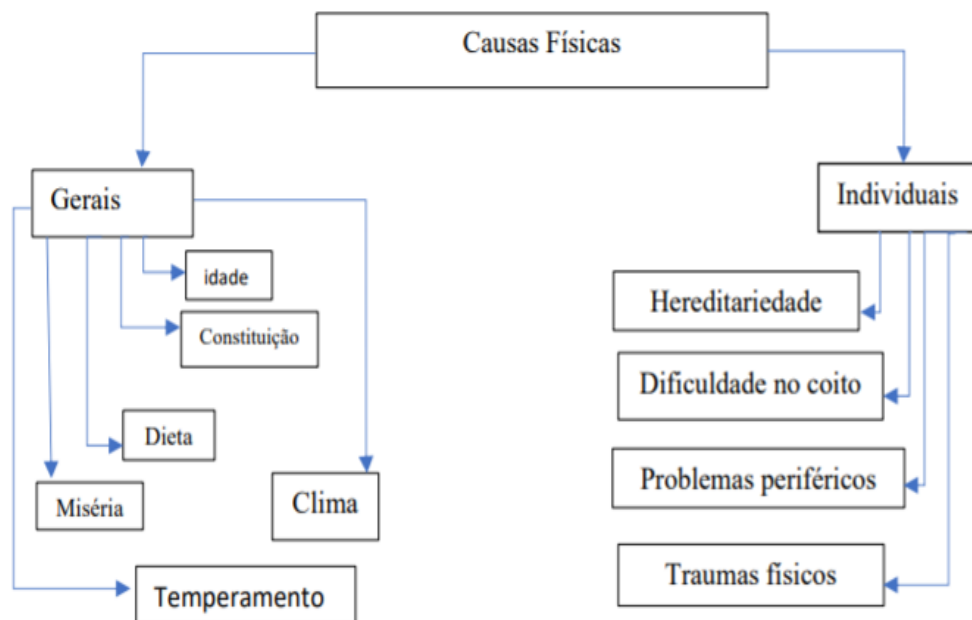 Causas Físicas
Gerais
Individuais
idade
Hereditariedade
Constituição
Dificuldade no coito
Dieta
Problemas periféricos
Miséria
Clima
Traumas físicos
Temperamento